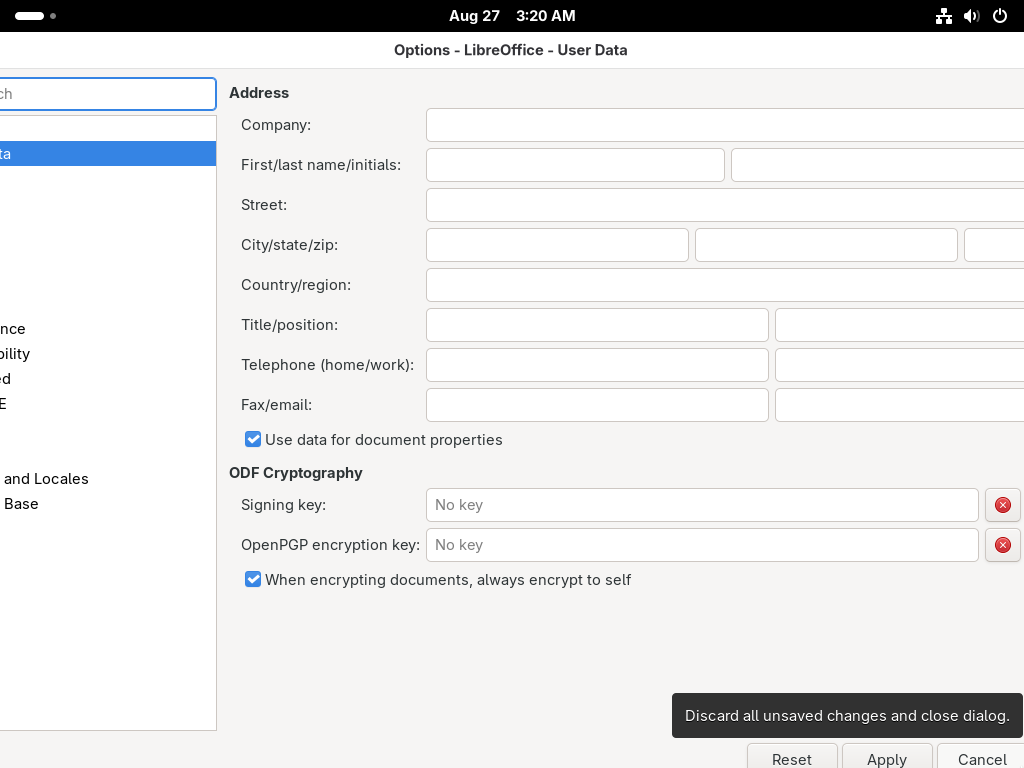 Aug 27 3:20 AM
Options - LibreOffice - User Data
ch
ta
nce
bility
ed
E
and Locales
Base
Address
Company:
First/last name/initials:
Street:
City/state/zip:
Country/region:
Title/position:
Telephone (home/work):
Fax/email:
Use data for document properties
ODF Cryptography
Signing key: No key
OpenPGP encryption key: No key
When encrypting documents, always encrypt to self
Discard all unsaved changes and close dialog.
Reset Apply Cancel